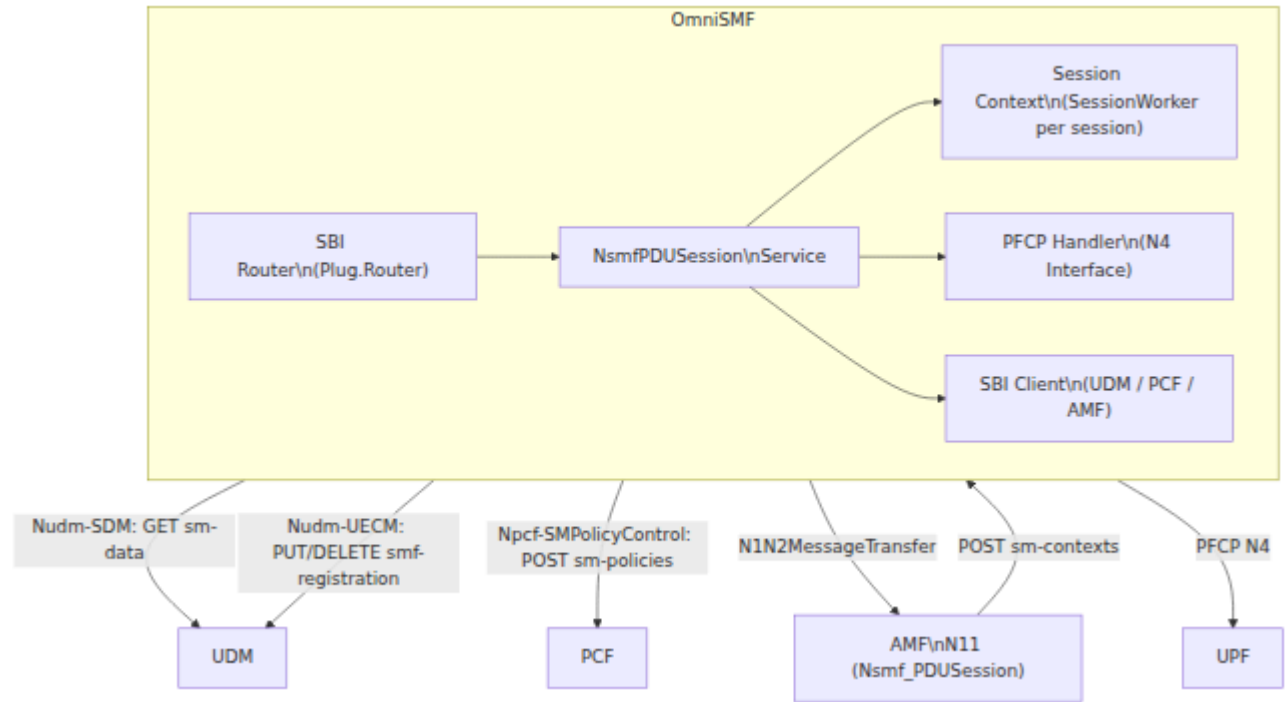 OmniSMF
Session
Context\n(SessionWorker
per session)
SBI
Router\n(Plug.Router)
NsmfPDUSession\nService
PFCP Handler\n(N4
Interface)
SBI Client\n(UDM / PCF /
AMF)
Nudm-SDM: GET sm-
data
Nudm-UECM:
PUT/DELETE smf-
registration
Npcf-SMPolicyControl:
POST sm-policies
N1N2MessageTransfer
POST sm-contexts
PFCP N4
UDM
PCF
AMF\nN11
(Nsmf_PDUSession)
UPF